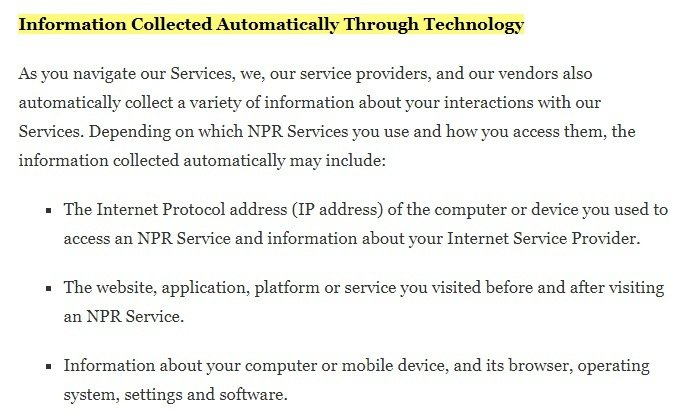 Information Collected Automatically Through Technology
As you navigate our Services, we, our service providers, and our vendors also
automatically collect a variety of information about your interactions with our
Services. Depending on which NPR Services you use and how you access them, the
information collected automatically may include:
▪ The Internet Protocol address (IP address) of the computer or device you used to
access an NPR Service and information about your Internet Service Provider.
▪ The website, application, platform or service you visited before and after visiting
an NPR Service.
▪ Information about your computer or mobile device, and its browser, operating
system, settings and software.